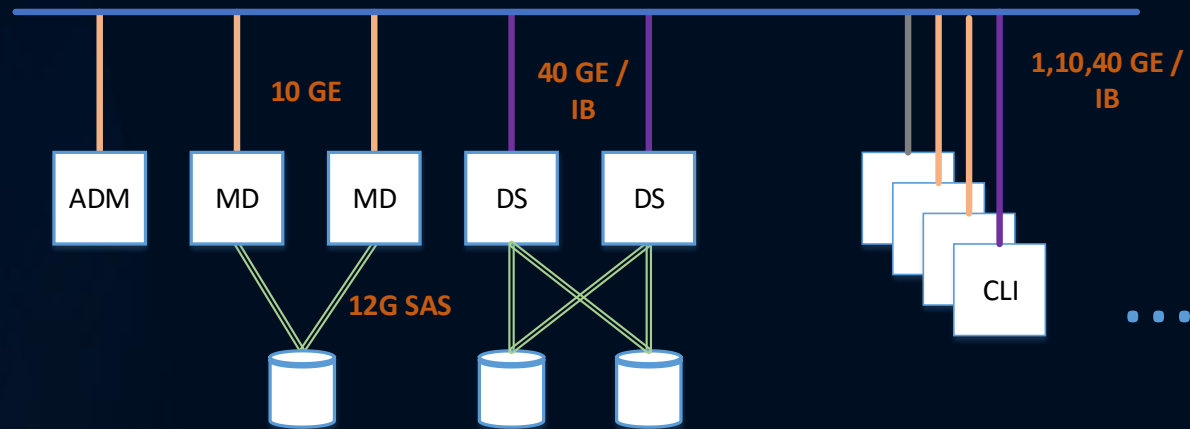 10 GE
40 GE /
IB
1,10,40 GE /
IB
ADM
MD
MD
DS
DS
CLI
12G SAS